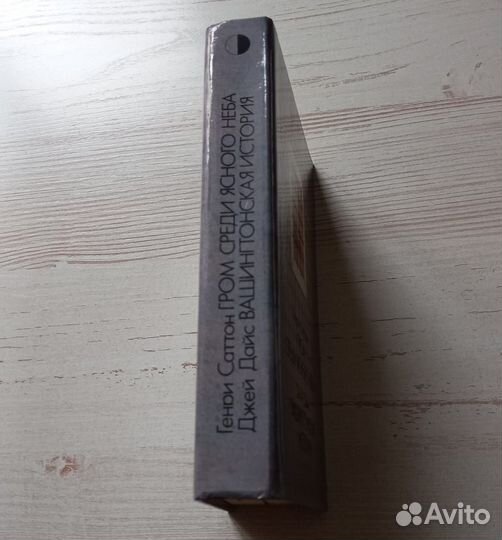 Генри Саттон ГРОМ СРЕДИ ЯСНОГО НЕБА
Джей Дайс ВАШИНГТОНСКАЯ ИСТОРИЯ
Avito